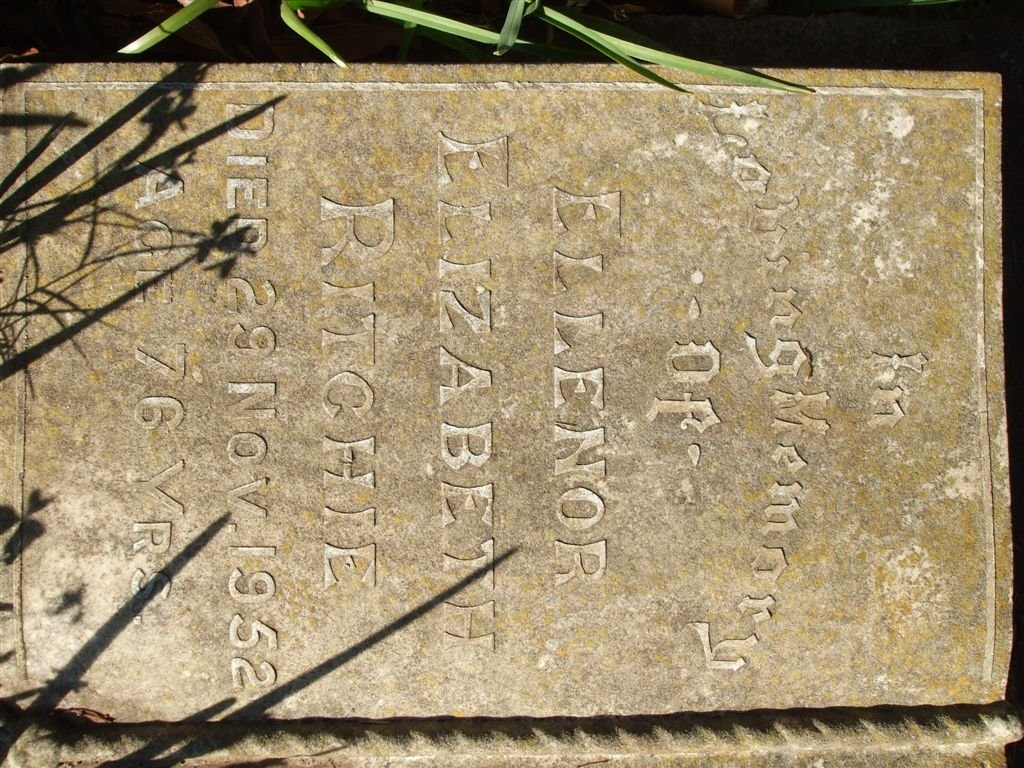 In
Loving Memory
- Of -
ELLENOR
ELIZABETH
RITCHIE
DIED 29 NOV. 1952
AGE 76 YRS.